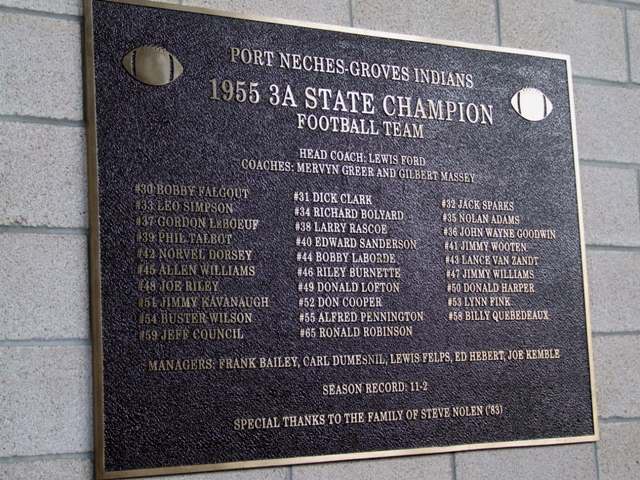 PORT NECHES-GROVES INDIANS
1955 3A STATE CHAMPION
FOOTBALL TEAM
HEAD COACH: LEWIS FORD
COACHES: MERVYN GREER AND GILBERT MASSEY
#30 BOBBY FALGOUT
#33 LEO SIMPSON
#37 GORDON LeBOEUF
#39 PHIL TALBOT
#42 NORVEL DORSEY
#45 ALLEN WILLIAMS
#48 JOE RILEY
#51 JIMMY KAVANAUGH
#54 BUSTER WILSON
#59 JEFF COUNCIL
#31 DICK CLARK
#34 RICHARD BOLYARD
#38 LARRY RASCOE
#40 EDWARD SANDERSON
#44 BOBBY LaBORDE
#46 RILEY BURNETTE
#49 DONALD LOFTON
#52 DON COOPER
#55 ALFRED PENNINGTON
#65 RONALD ROBINSON
#32 JACK SPARKS
#35 NOLAN ADAMS
#36 JOHN WAYNE GOODWIN
#41 JIMMY WOOTEN
#43 LANCE VAN ZANDT
#47 JIMMY WILLIAMS
#50 DONALD HARPER
#53 LYNN FINK
#58 BILLY QUEBEDEAUX
MANAGERS: FRANK BAILEY, CARL DUMESNIL, LEWIS FELPS, ED HEBERT, JOE KEMBLE
SEASON RECORD: 11-2
SPECIAL THANKS TO THE FAMILY OF STEVE NOLEN ('83)